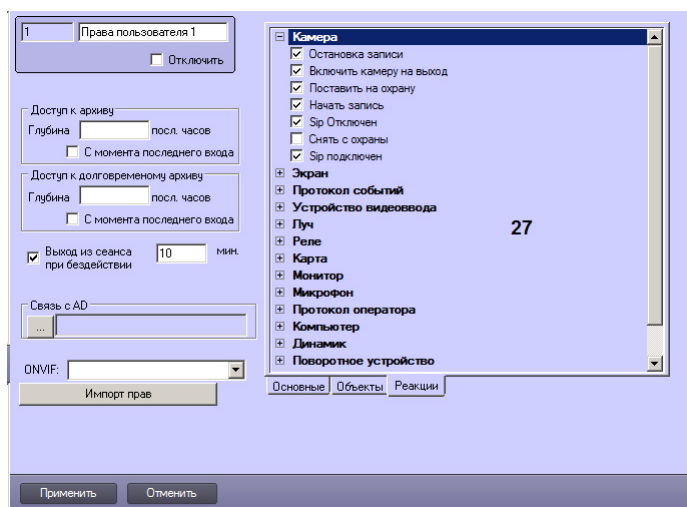 1 Права пользователя 1
Отключить
Доступ к архиву
Глубина посл. часов
С момента последнего входа
Доступ к долговременому архиву
Глубина посл. часов
С момента последнего входа
Выход из сеанса при бездействии 10 мин.
Связь с AD
...
ONVIF:
Импорт прав
Камера
Остановка записи
Включить камеру на выход
Поставить на охрану
Начать запись
Sip Отключен
Снять с охраны
Sip подключен
Экран
Протокол событий
Устройство видеоввода
Луч
27
Реле
Карта
Монитор
Микрофон
Протокол оператора
Компьютер
Динамик
Поворотное устройство
Основные Объекты Реакции
Применить Отменить